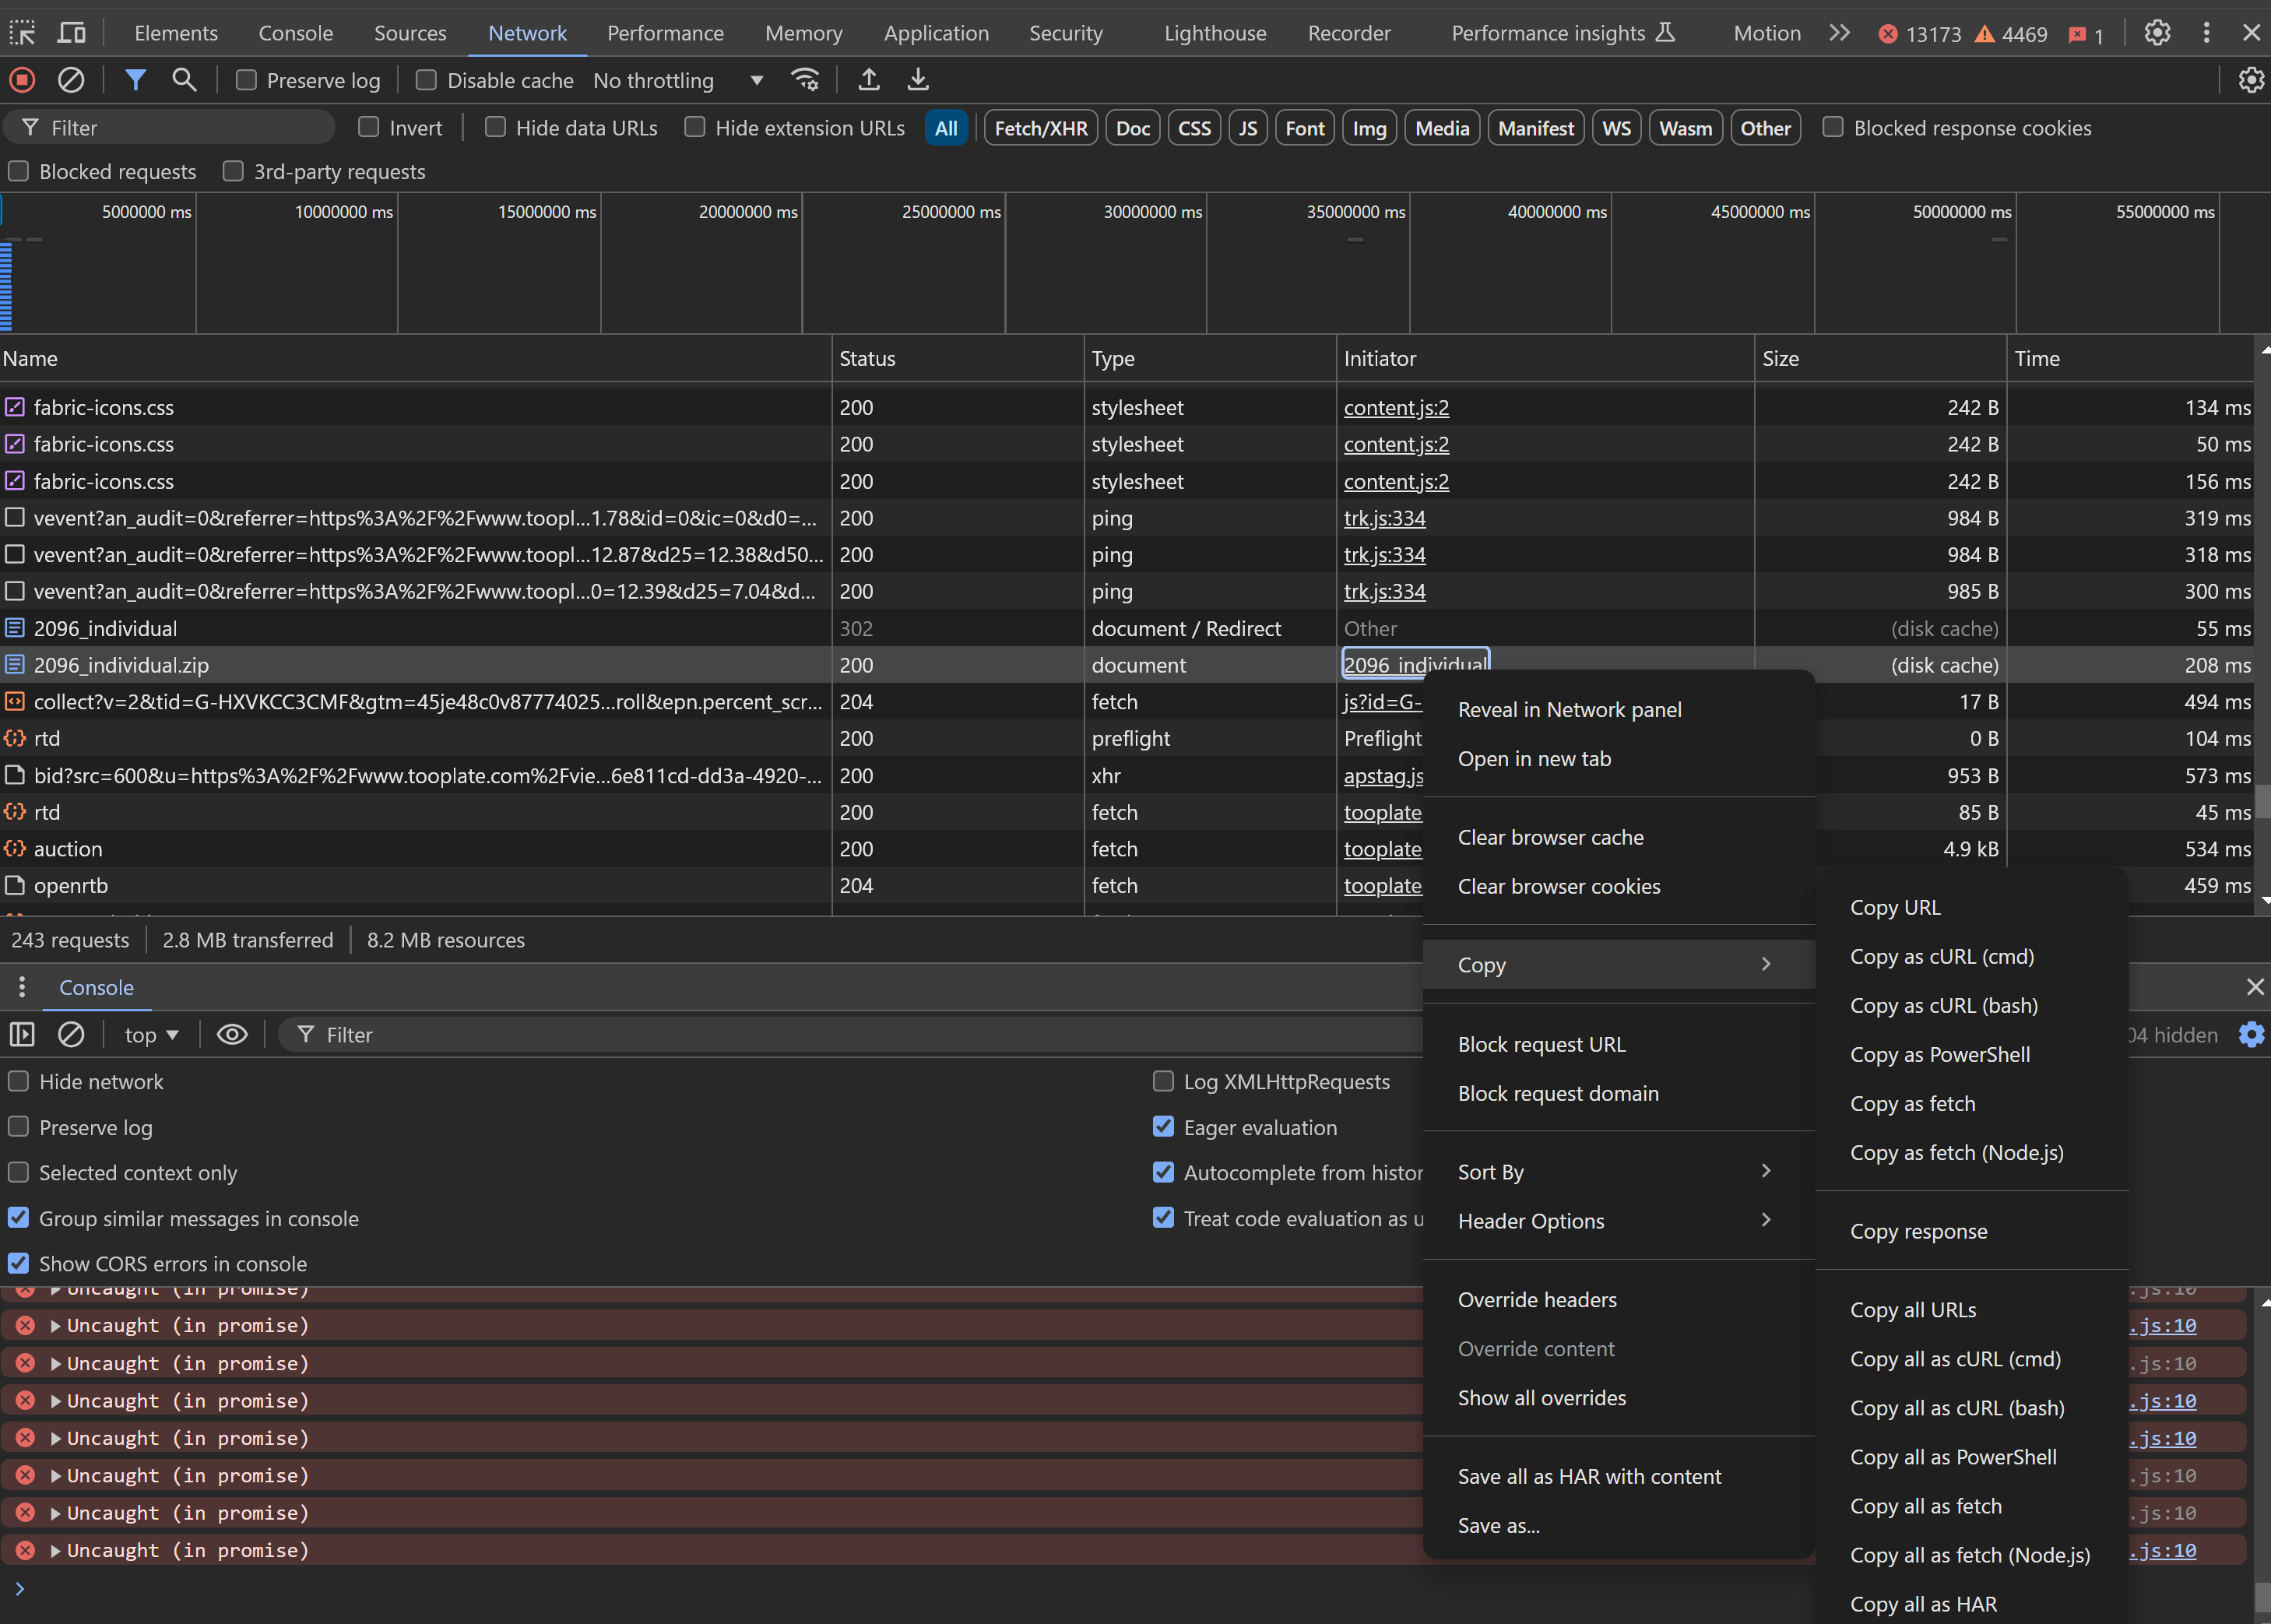 Elements Console Sources Network Performance Memory Application Security Lighthouse Recorder Performance insights Motion 13173 4469 1
Preserve log Disable cache No throttling
Filter Invert Hide data URLs Hide extension URLs All Fetch/XHR Doc CSS JS Font Img Media Manifest WS Wasm Other Blocked response cookies
Blocked requests 3rd-party requests
5000000 ms 10000000 ms 15000000 ms 20000000 ms 25000000 ms 30000000 ms 35000000 ms 40000000 ms 45000000 ms 50000000 ms 55000000 ms
Name Status Type Initiator Size Time
fabric-icons.css 200 stylesheet content.js:2 242 B 134 ms
fabric-icons.css 200 stylesheet content.js:2 242 B 50 ms
fabric-icons.css 200 stylesheet content.js:2 242 B 156 ms
vevent?an_audit=0&referrer=https%3A%2F%2Fwww.toopl...1.78&id=0&ic=0&d0=... 200 ping trk.js:334 984 B 319 ms
vevent?an_audit=0&referrer=https%3A%2F%2Fwww.toopl...12.87&d25=12.38&d50... 200 ping trk.js:334 984 B 318 ms
vevent?an_audit=0&referrer=https%3A%2F%2Fwww.toopl...0=12.39&d25=7.04&d... 200 ping trk.js:334 985 B 300 ms
2096_individual 302 document / Redirect Other (disk cache) 55 ms
2096_individual.zip 200 document 2096_individual (disk cache) 208 ms
collect?v=2&tid=G-HXVKCC3CMF&gtm=45je48c0v87774025...roll&epn.percent_scr... 204 fetch js?id=G- 17 B 494 ms
rtd 200 preflight Preflight 0 B 104 ms
bid?src=600&u=https%3A%2F%2Fwww.tooplate.com%2Fvie...6e811cd-dd3a-4920-... 200 xhr apstag.js 953 B 573 ms
rtd 200 fetch tooplate 85 B 45 ms
auction 200 fetch tooplate 4.9 kB 534 ms
openrtb 204 fetch tooplate 459 ms
243 requests 2.8 MB transferred 8.2 MB resources
Console
top Filter 04 hidden
Hide network Log XMLHttpRequests
Preserve log Eager evaluation
Selected context only Autocomplete from histor
Group similar messages in console Treat code evaluation as u
Show CORS errors in console
Uncaught (in promise) .js:10
Uncaught (in promise) .js:10
Uncaught (in promise) .js:10
Uncaught (in promise) .js:10
Uncaught (in promise) .js:10
Uncaught (in promise) .js:10
Uncaught (in promise) .js:10
Uncaught (in promise) .js:10
Reveal in Network panel
Open in new tab
Clear browser cache
Clear browser cookies
Copy
Block request URL
Block request domain
Sort By
Header Options
Override headers
Override content
Show all overrides
Save all as HAR with content
Save as...
Copy URL
Copy as cURL (cmd)
Copy as cURL (bash)
Copy as PowerShell
Copy as fetch
Copy as fetch (Node.js)
Copy response
Copy all URLs
Copy all as cURL (cmd)
Copy all as cURL (bash)
Copy all as PowerShell
Copy all as fetch
Copy all as fetch (Node.js)
Copy all as HAR